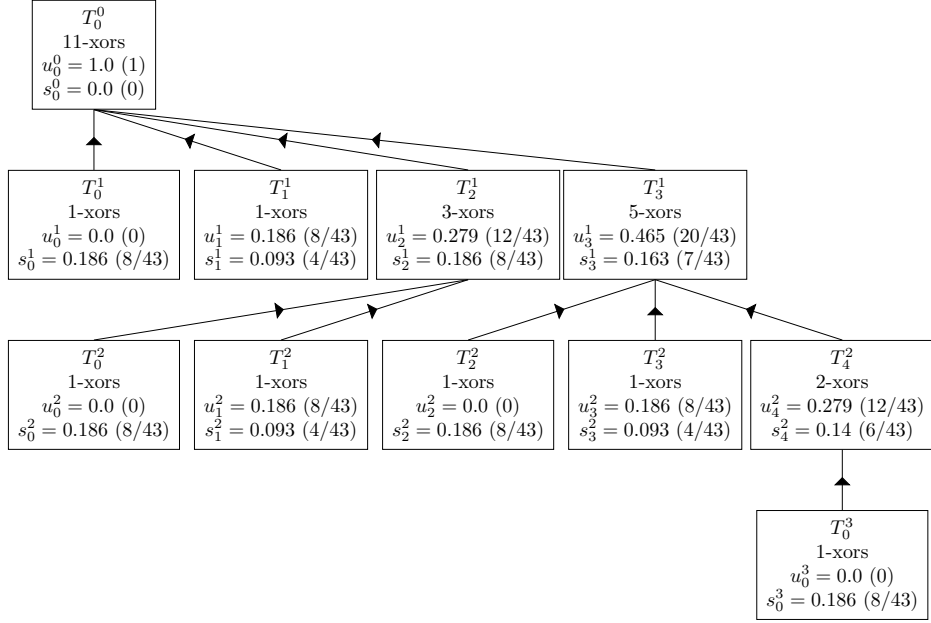 T_0^0
11-xors
u_0^0 = 1.0 (1)
s_0^0 = 0.0 (0)
T_0^1
1-xors
u_0^1 = 0.0 (0)
s_0^1 = 0.186 (8/43)
T_1^1
1-xors
u_1^1 = 0.186 (8/43)
s_1^1 = 0.093 (4/43)
T_2^1
3-xors
u_2^1 = 0.279 (12/43)
s_2^1 = 0.186 (8/43)
T_3^1
5-xors
u_3^1 = 0.465 (20/43)
s_3^1 = 0.163 (7/43)
T_0^2
1-xors
u_0^2 = 0.0 (0)
s_0^2 = 0.186 (8/43)
T_1^2
1-xors
u_1^2 = 0.186 (8/43)
s_1^2 = 0.093 (4/43)
T_2^2
1-xors
u_2^2 = 0.0 (0)
s_2^2 = 0.186 (8/43)
T_3^2
1-xors
u_3^2 = 0.186 (8/43)
s_3^2 = 0.093 (4/43)
T_4^2
2-xors
u_4^2 = 0.279 (12/43)
s_4^2 = 0.14 (6/43)
T_0^3
1-xors
u_0^3 = 0.0 (0)
s_0^3 = 0.186 (8/43)